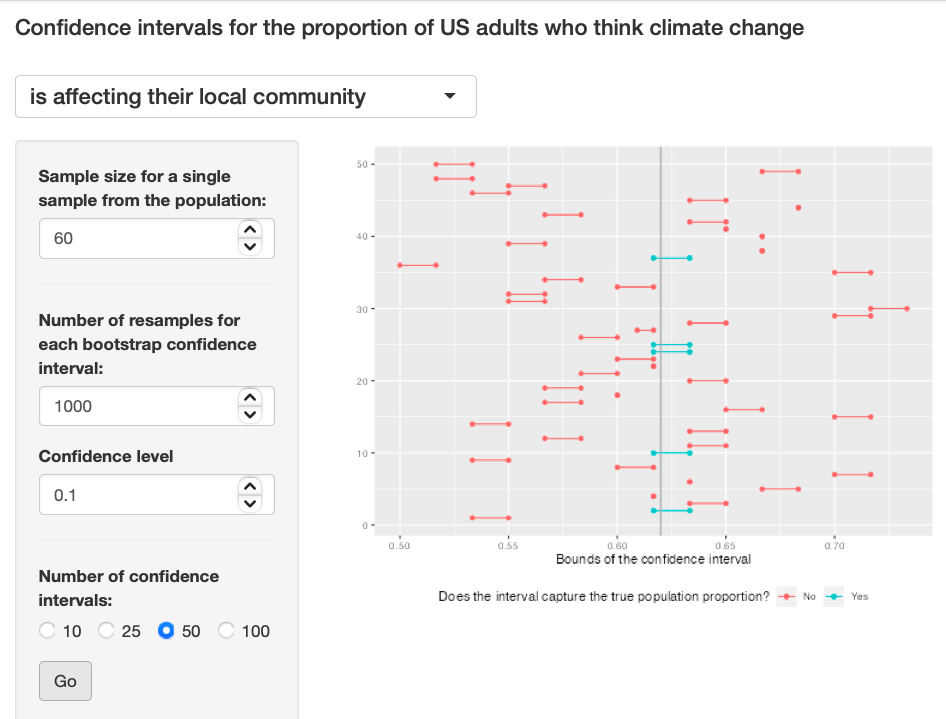 Confidence intervals for the proportion of US adults who think climate change
is affecting their local community
Sample size for a single
sample from the population:
60
Number of resamples for
each bootstrap confidence
interval:
1000
Confidence level
0.1
Number of confidence
intervals:
10 25 50 100
Go
50
40
30
20
10
0
0.50 0.55 0.60 0.65 0.70
Bounds of the confidence interval
Does the interval capture the true population proportion? No Yes